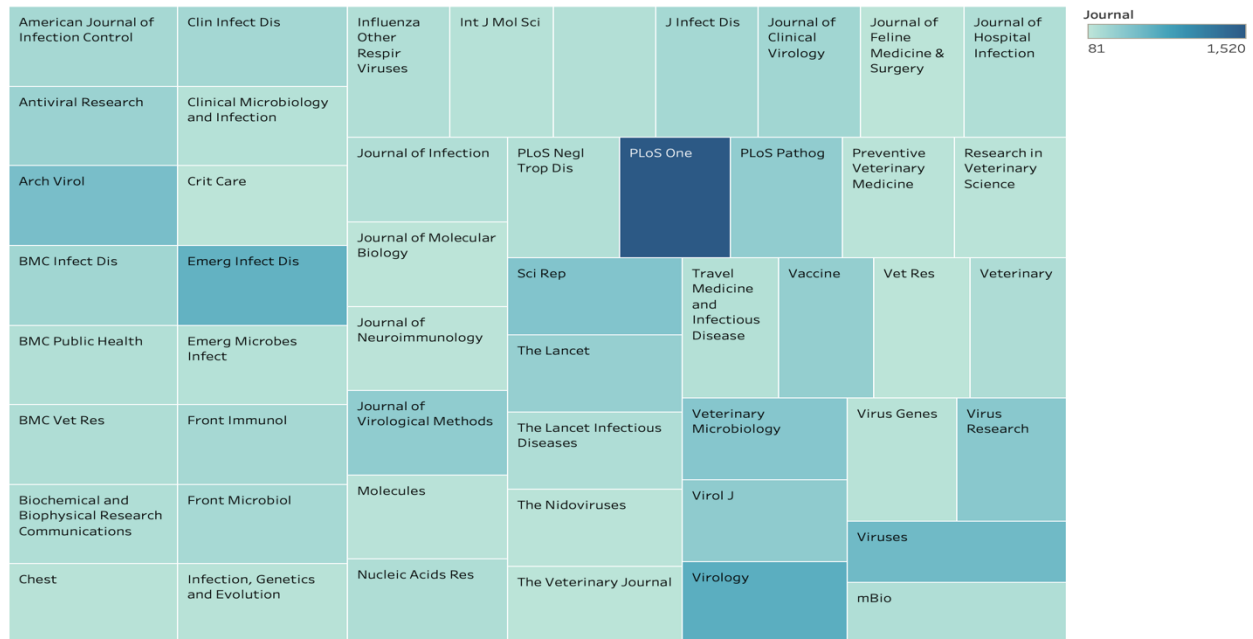 American Journal of
Infection Control
Clin Infect Dis
Influenza
Other
Respir
Viruses
Int J Mol Sci
J Infect Dis
Journal of
Clinical
Virology
Journal of
Feline
Medicine &
Surgery
Journal of
Hospital
Infection
Journal
81
1,520
Antiviral Research
Clinical Microbiology
and Infection
Journal of Infection
PLoS Negl
Trop Dis
PLoS One
PLoS Pathog
Preventive
Veterinary
Medicine
Research in
Veterinary
Science
Arch Virol
Crit Care
Journal of Molecular
Biology
BMC Infect Dis
Emerg Infect Dis
Sci Rep
Travel
Medicine
and
Infectious
Disease
Vaccine
Vet Res
Veterinary
BMC Public Health
Emerg Microbes
Infect
Journal of
Neuroimmunology
The Lancet
BMC Vet Res
Front Immunol
Journal of
Virological Methods
The Lancet Infectious
Diseases
Veterinary
Microbiology
Virus Genes
Virus
Research
Biochemical and
Biophysical Research
Communications
Front Microbiol
Molecules
The Nidoviruses
Virol J
Viruses
Chest
Infection, Genetics
and Evolution
Nucleic Acids Res
The Veterinary Journal
Virology
mBio